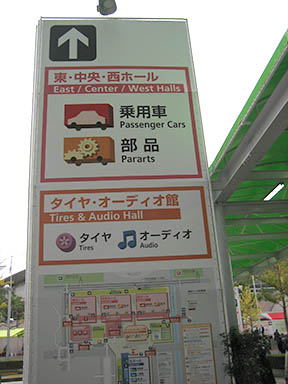 東・中央・西ホール
East / Center / West Halls
乗用車
Passenger Cars
部品
Pararts
タイヤ・オーディオ館
Tires & Audio Hall
タイヤ
Tires
オーディオ
Audio